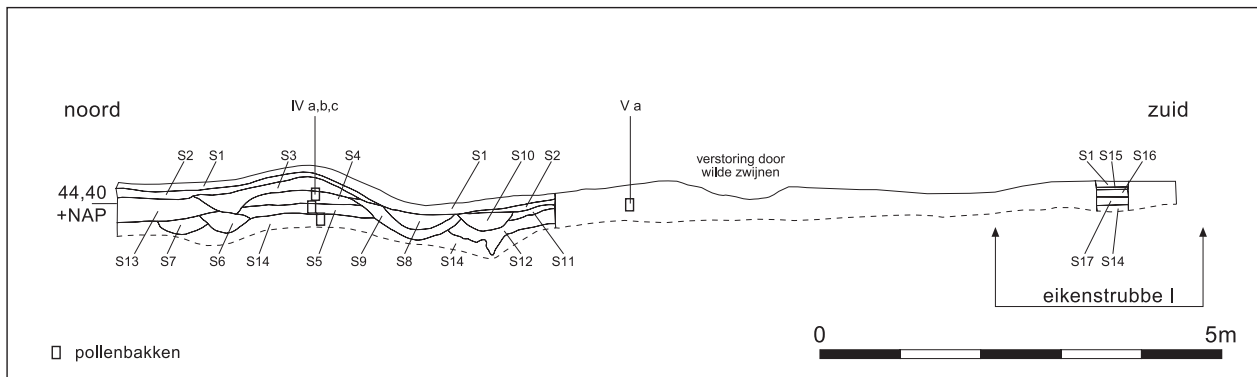 noord
IV a,b,c
V a
zuid
S2 S1 S3 S4 S1 S10 S2
verstoring door
wilde zwijnen
S1 S15 S16
44,40
+NAP
S13 S7 S6 S14 S5 S9 S8 S14 S12 S11
S17 S14
eikenstrubbe I
0 5m
pollenbakken